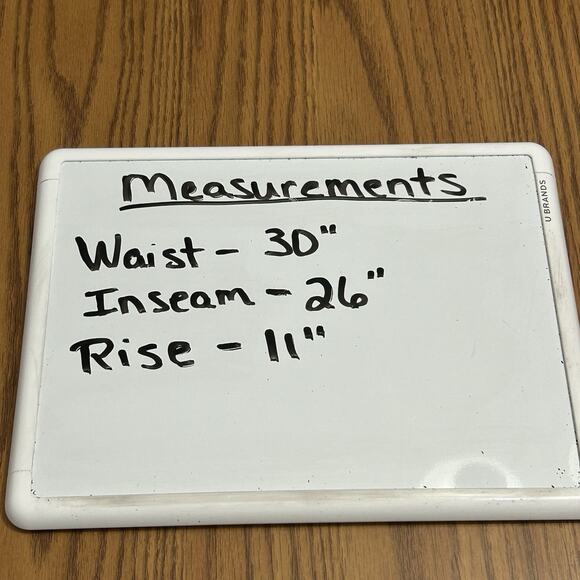 Measurements
Waist - 30"
Inseam - 26"
Rise - 11"
U BRANDS